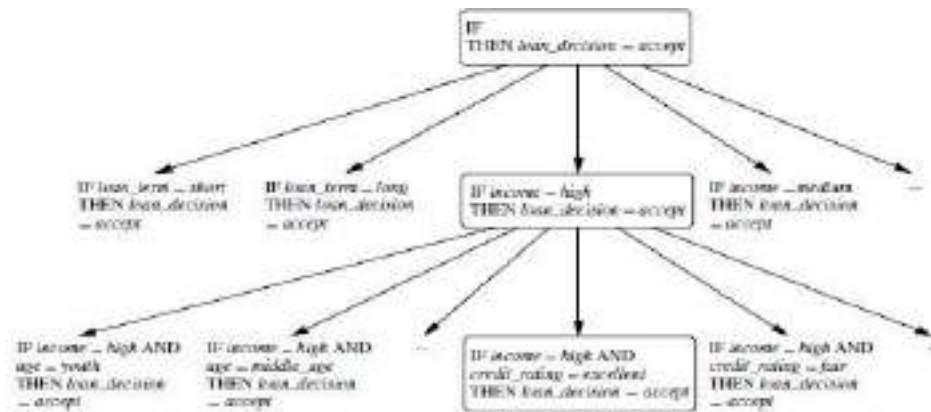 IF
THEN loan_decision = accept
IF loan_term = short
THEN loan_decision
= accept
IF loan_term = long
THEN loan_decision
= accept
IF income = high
THEN loan_decision = accept
IF income = medium
THEN loan_decision
= accept
...
IF income = high AND
age = youth
THEN loan_decision
= accept
IF income = high AND
age = middle_age
THEN loan_decision
= accept
...
IF income = high AND
credit_rating = excellent
THEN loan_decision = accept
IF income = high AND
credit_rating = fair
THEN loan_decision
= accept